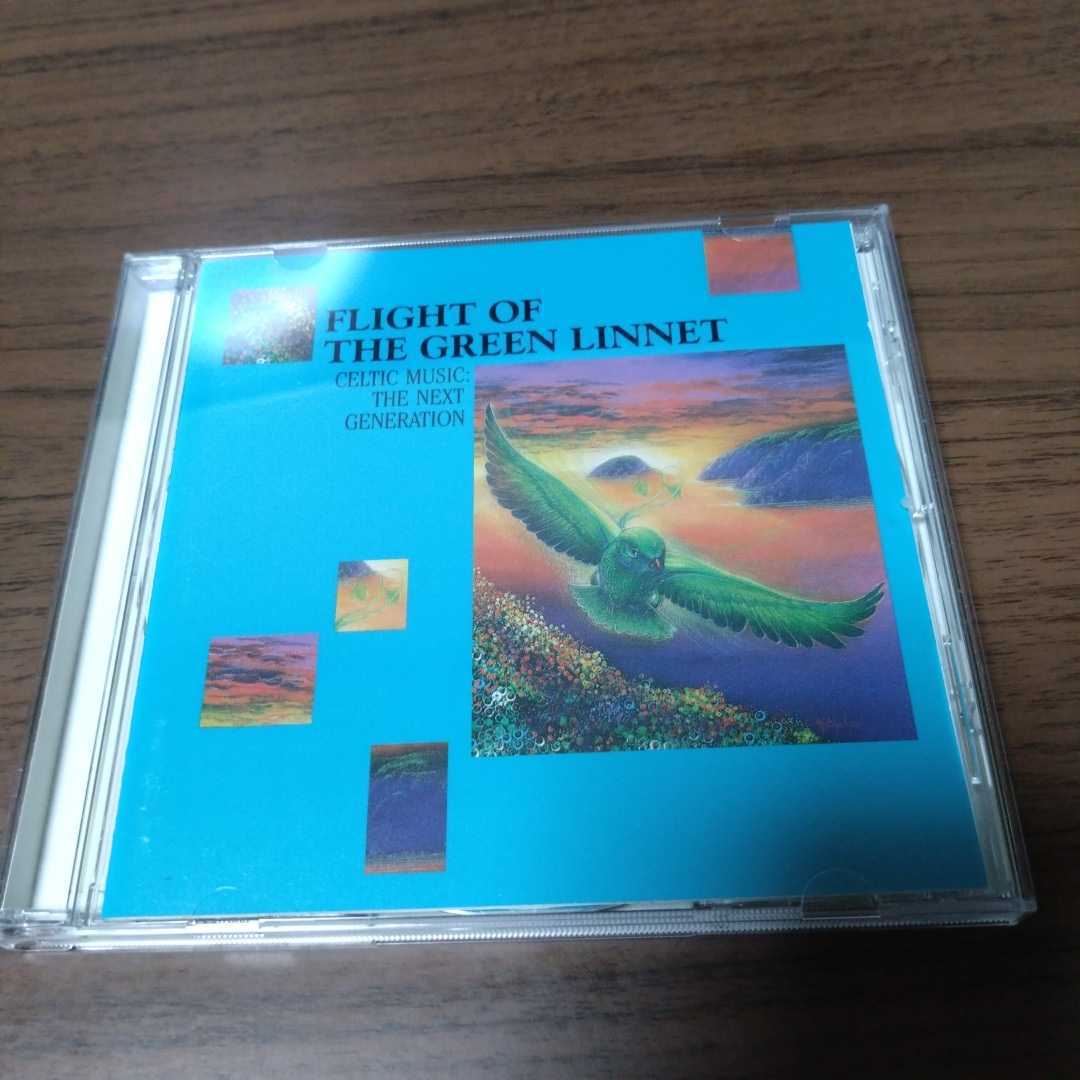 FLIGHT OF
THE GREEN LINNET
CELTIC MUSIC:
THE NEXT
GENERATION